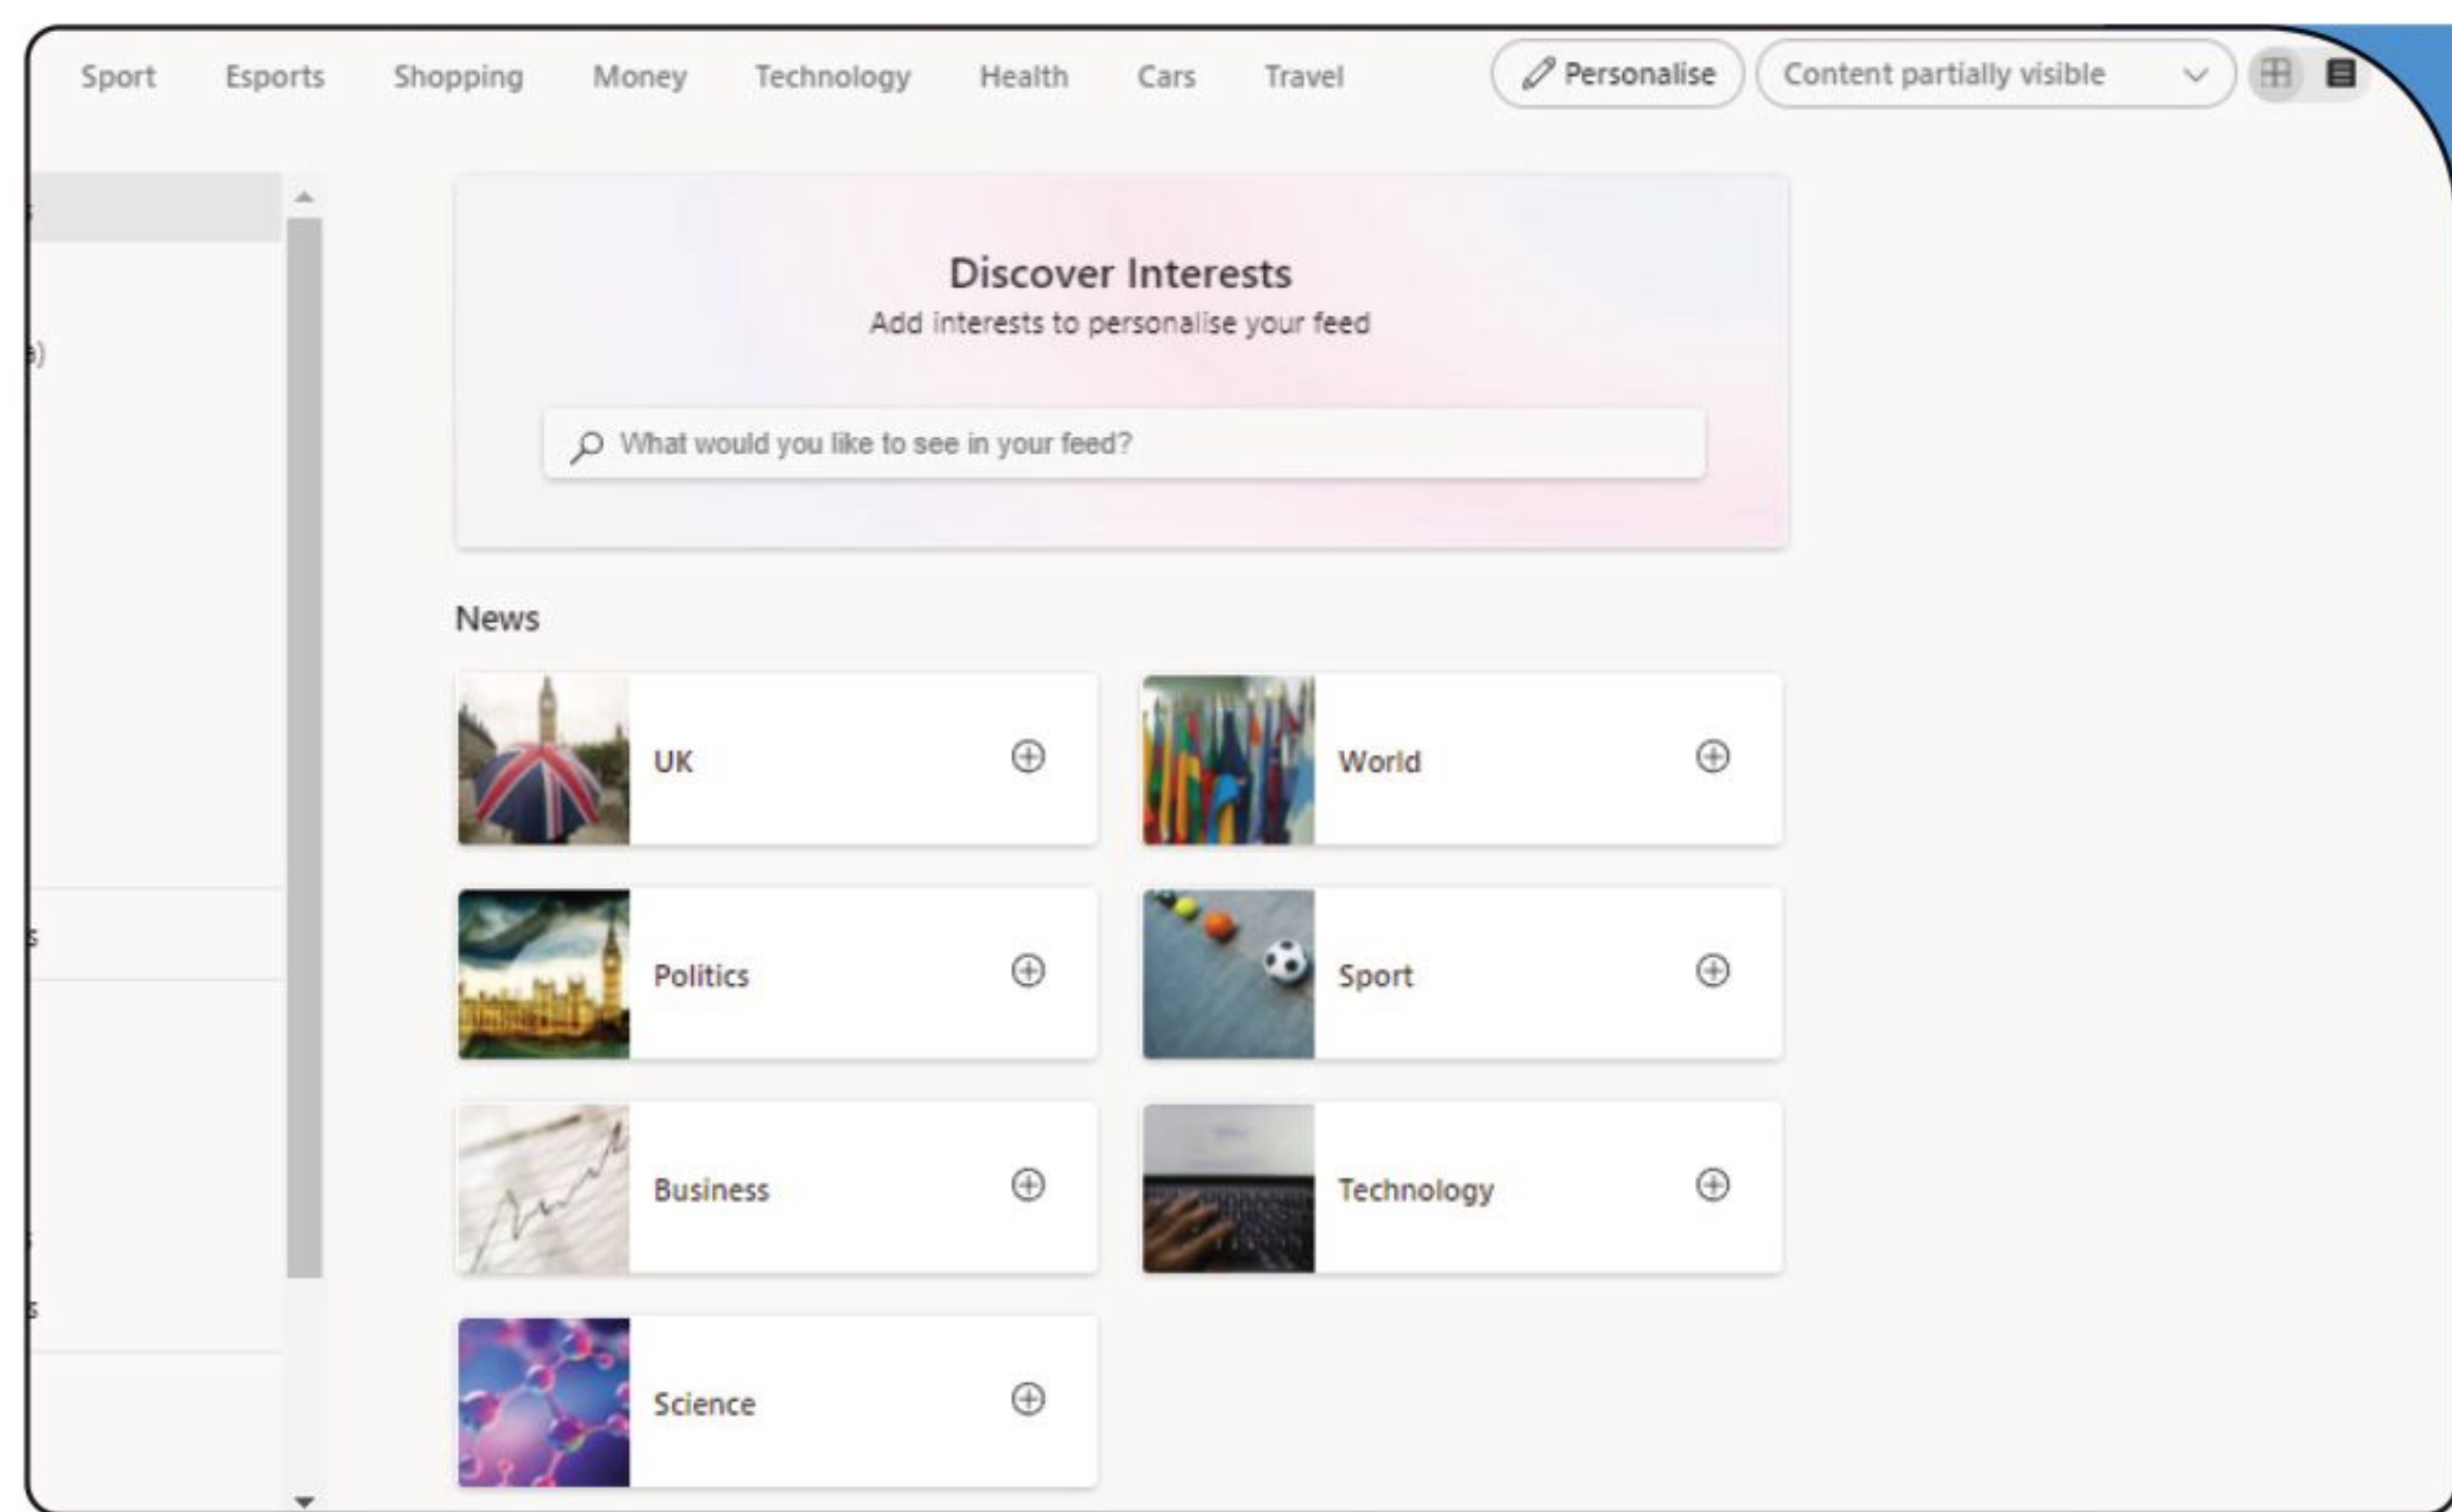 Sport Esports Shopping Money Technology Health Cars Travel Personalise Content partially visible
Discover Interests
Add interests to personalise your feed
What would you like to see in your feed?
News
UK
World
Politics
Sport
Business
Technology
Science